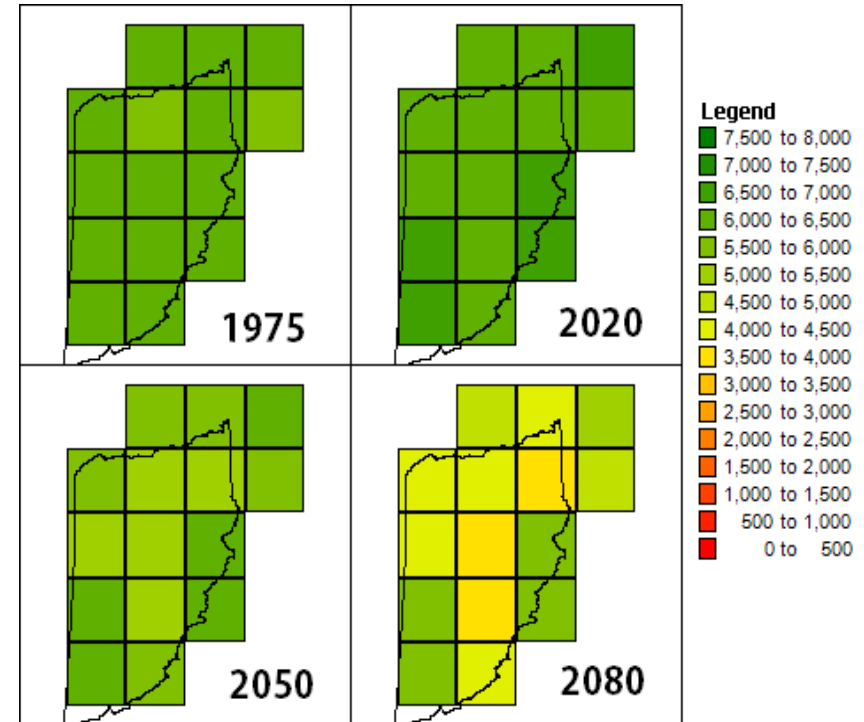 1975
2020
2050
2080
Legend
7,500 to 8,000
7,000 to 7,500
6,500 to 7,000
6,000 to 6,500
5,500 to 6,000
5,000 to 5,500
4,500 to 5,000
4,000 to 4,500
3,500 to 4,000
3,000 to 3,500
2,500 to 3,000
2,000 to 2,500
1,500 to 2,000
1,000 to 1,500
500 to 1,000
0 to 500